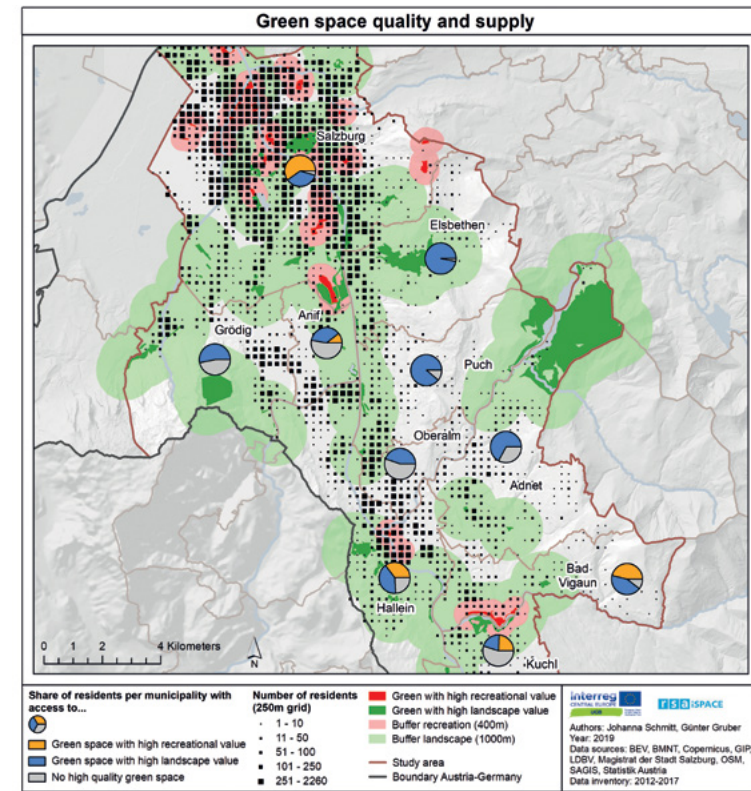 Green space quality and supply
Salzburg
Elsbethen
Anif
Grödig
Puch
Oberalm
Adnet
Bad
Vigaun
Hallein
Kuchl
0 1 2 4 Kilometers
N
Share of residents per municipality with
access to...
Green space with high recreational value
Green space with high landscape value
No high quality green space
Number of residents
(250m grid)
1 - 10
11 - 50
51 - 100
101 - 250
251 - 2260
Green with high recreational value
Green with high landscape value
Buffer recreation (400m)
Buffer landscape (1000m)
Study area
Boundary Austria-Germany
interreg
CENTRAL EUROPE
rsa iSPACE
Authors: Johanna Schmitt, Günter Gruber
Year: 2019
Data sources: BEV, BMNT, Copernicus, GIP,
LDBV, Magistrat der Stadt Salzburg, OSM,
SAGIS, Statistik Austria
Data inventory: 2012-2017